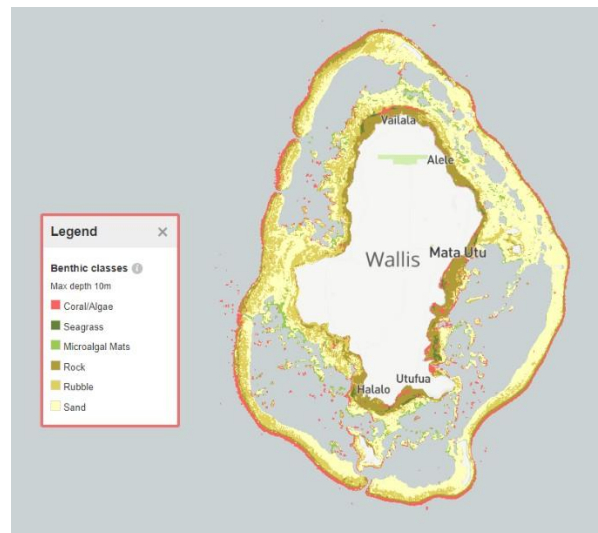 Vailala
Alele
Wallis
Mata Utu
Utufua
Halalo
Legend
Benthic classes
Max depth 10m
Coral/Algae
Seagrass
Microalgal Mats
Rock
Rubble
Sand